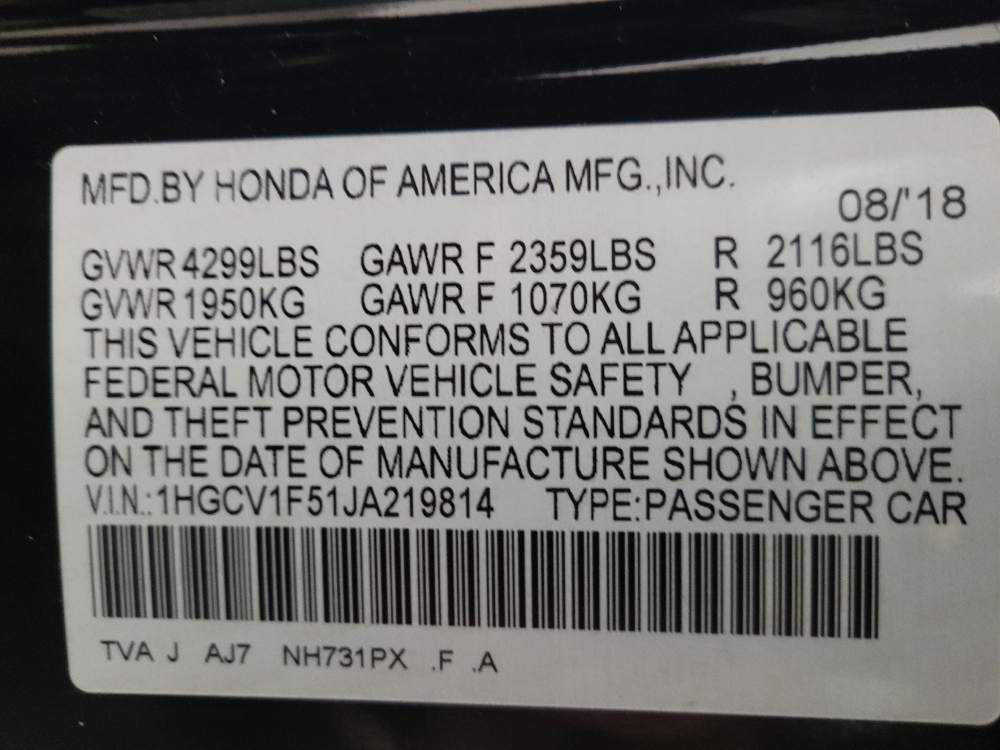 MFD.BY HONDA OF AMERICA MFG.,INC.
08/'18
GVWR 4299LBS GAWR F 2359LBS R 2116LBS
GVWR 1950KG GAWR F 1070KG R 960KG
THIS VEHICLE CONFORMS TO ALL APPLICABLE
FEDERAL MOTOR VEHICLE SAFETY , BUMPER,
AND THEFT PREVENTION STANDARDS IN EFFECT
ON THE DATE OF MANUFACTURE SHOWN ABOVE.
V.I.N.:1HGCV1F51JA219814 TYPE:PASSENGER CAR
TVA J AJ7 NH731PX .F .A